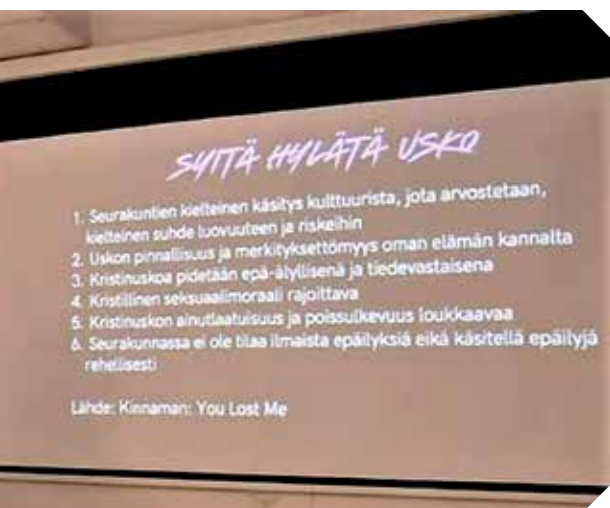 SYITÄ HYLÄTÄ USKO
1. Seurakuntien kielteinen käsitys kulttuurista, jota arvostetaan,
kielteinen suhde luovuuteen ja riskeihin
2. Uskon pinnallisuus ja merkityksettömyys oman elämän kannalta
3. Kristinuskoa pidetään epä-älyllisenä ja tiedevastaisena
4. Kristillinen seksuaalimoraali rajoittava
5. Kristinuskon ainutlaatuisuus ja poissulkevuus loukkaavaa
6. Seurakunnassa ei ole tilaa ilmaista epäilyksiä eikä käsitellä epäilyjä
rehellisesti
Lähde: Kinnaman: You Lost Me